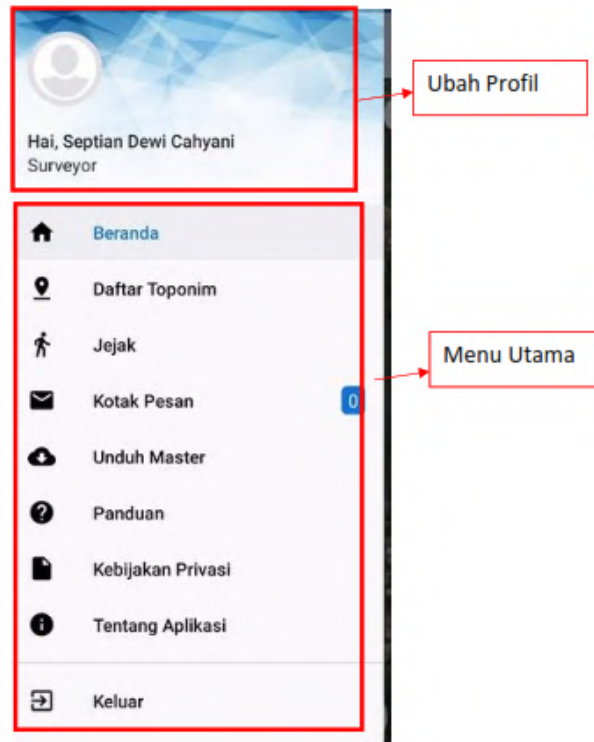 Ubah Profil
Hai, Septian Dewi Cahyani
Surveyor
Beranda
Daftar Toponim
Jejak
Menu Utama
Kotak Pesan 0
Unduh Master
Panduan
Kebijakan Privasi
Tentang Aplikasi
Keluar